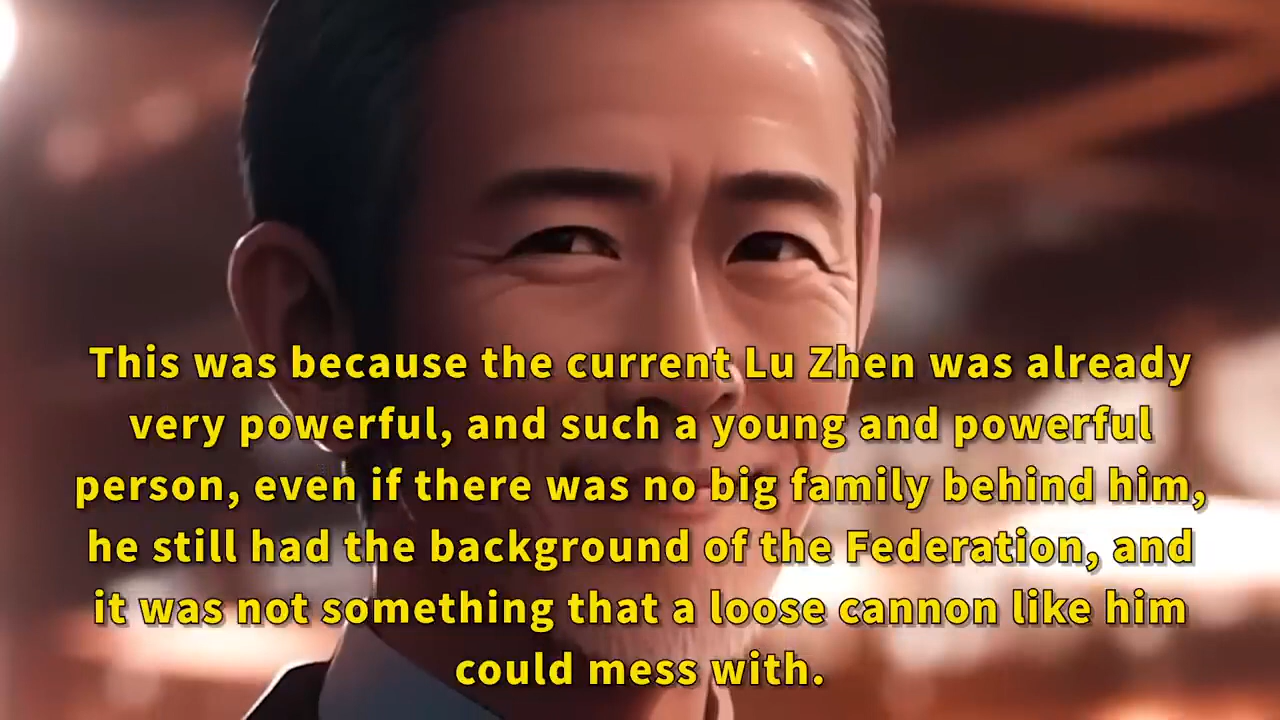 This was because the current Lu Zhen was already
very powerful, and such a young and powerful
person, even if there was no big family behind him,
he still had the background of the Federation, and
it was not something that a loose cannon like him
could mess with.